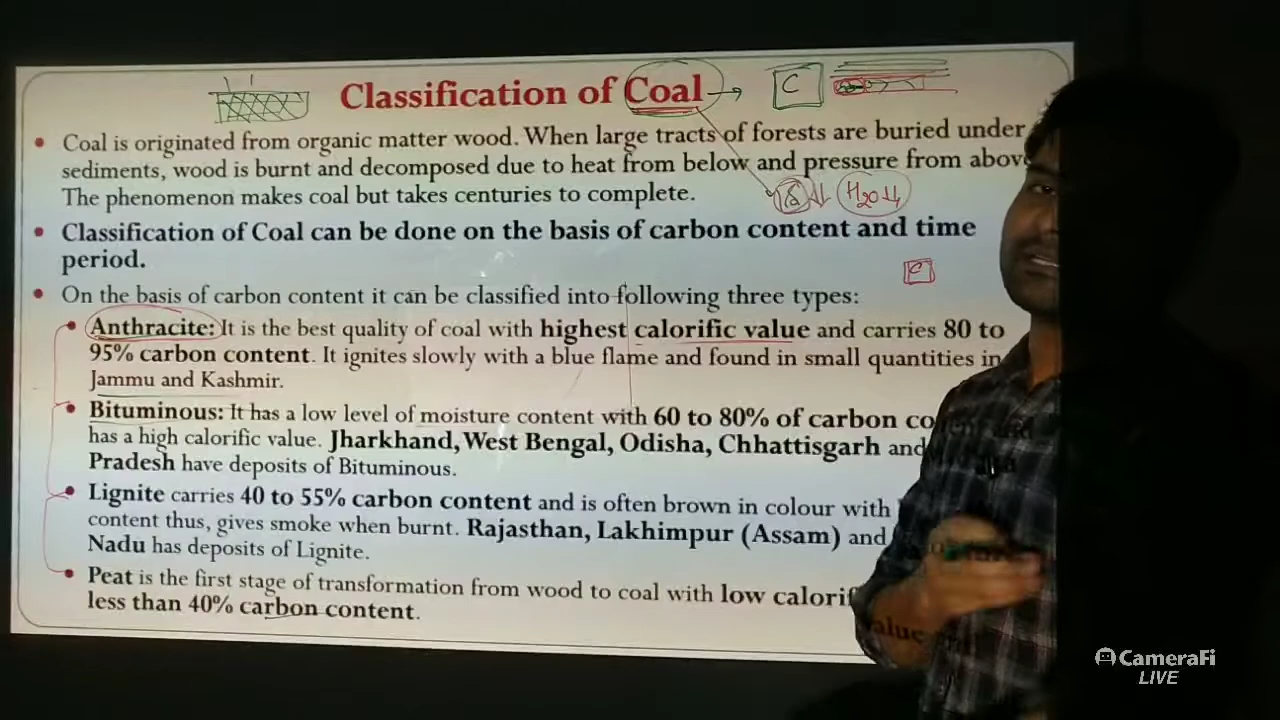 Classification of Coal → C
• Coal is originated from organic matter wood. When large tracts of forests are buried under
sediments, wood is burnt and decomposed due to heat from below and pressure from above
The phenomenon makes coal but takes centuries to complete.
H₂O↓
• Classification of Coal can be done on the basis of carbon content and time
period.
C
• On the basis of carbon content it can be classified into following three types:
• Anthracite: It is the best quality of coal with highest calorific value and carries 80 to
95% carbon content. It ignites slowly with a blue flame and found in small quantities in
Jammu and Kashmir.
• Bituminous: It has a low level of moisture content with 60 to 80% of carbon co
has a high calorific value. Jharkhand, West Bengal, Odisha, Chhattisgarh and
Pradesh have deposits of Bituminous.
• Lignite carries 40 to 55% carbon content and is often brown in colour with
content thus, gives smoke when burnt. Rajasthan, Lakhimpur (Assam) and
Nadu has deposits of Lignite.
• Peat is the first stage of transformation from wood to coal with low calorif
less than 40% carbon content.
value
CameraFi
LIVE